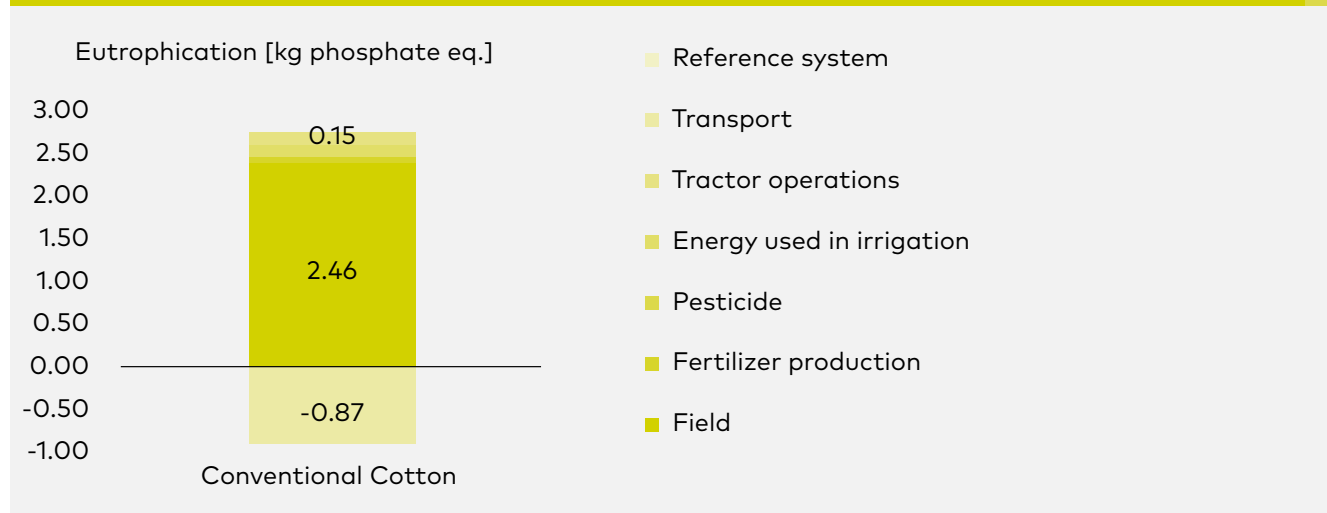 Eutrophication [kg phosphate eq.]
3.00
2.50
2.00
1.50
1.00
0.50
0.00
-0.50
-1.00
0.15
2.46
-0.87
Conventional Cotton
Reference system
Transport
Tractor operations
Energy used in irrigation
Pesticide
Fertilizer production
Field